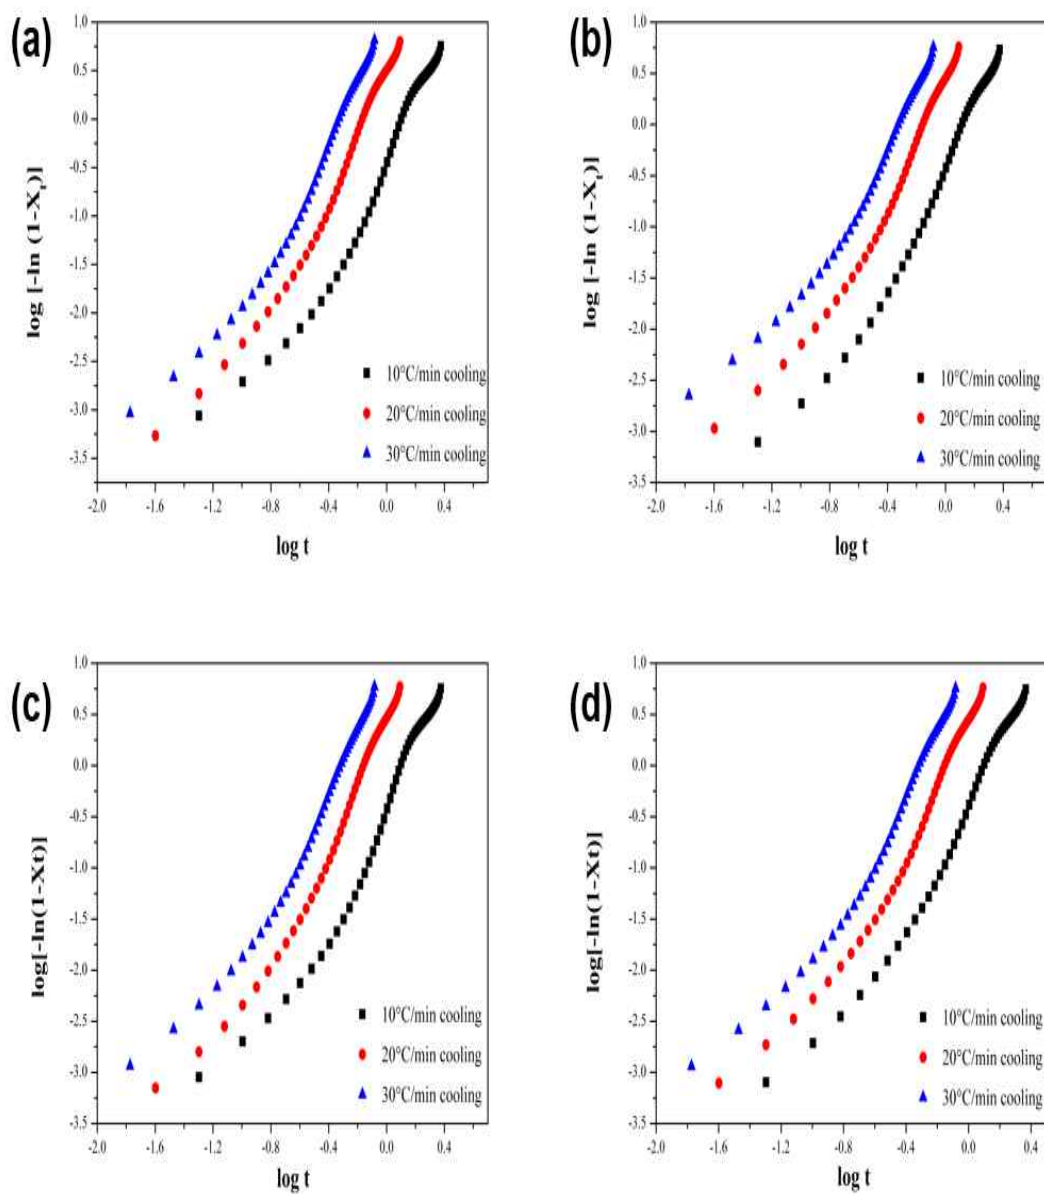 (a)
1.0
0.5
0.0
-0.5
-1.0
-1.5
-2.0
-2.5
-3.0
-3.5
log [-ln (1-Xt)]
10°C/min cooling
20°C/min cooling
30°C/min cooling
-2.0 -1.6 -1.2 -0.8 -0.4 0.0 0.4
log t
(b)
1.0
0.5
0.0
-0.5
-1.0
-1.5
-2.0
-2.5
-3.0
-3.5
log [-ln (1-Xt)]
10°C/min cooling
20°C/min cooling
30°C/min cooling
-2.0 -1.6 -1.2 -0.8 -0.4 0.0 0.4
log t
(c)
1.0
0.5
0.0
-0.5
-1.0
-1.5
-2.0
-2.5
-3.0
-3.5
log[-ln(1-Xt)]
10°C/min cooling
20°C/min cooling
30°C/min cooling
-2.0 -1.6 -1.2 -0.8 -0.4 0.0 0.4
log t
(d)
1.0
0.5
0.0
-0.5
-1.0
-1.5
-2.0
-2.5
-3.0
-3.5
log[-ln(1-Xt)]
10°C/min cooling
20°C/min cooling
30°C/min cooling
-2.0 -1.6 -1.2 -0.8 -0.4 0.0 0.4
log t